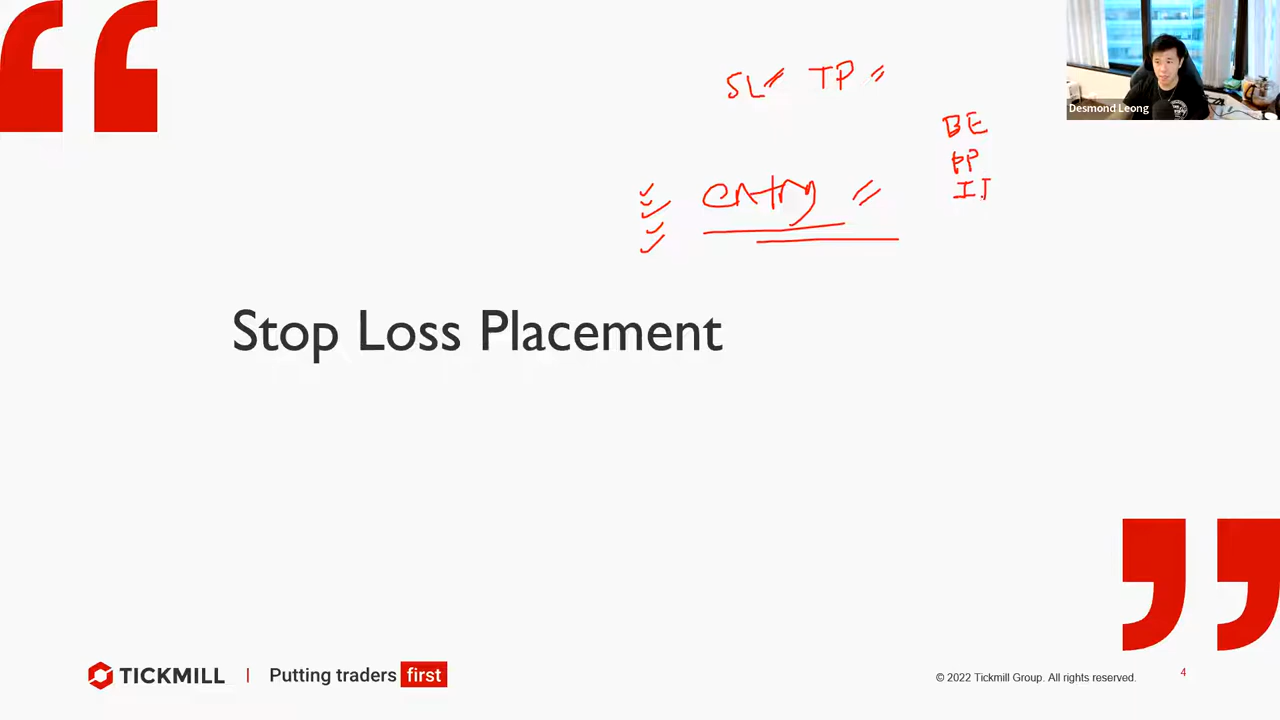 SL TP
Desmond Leong
BE
PP
entry
Stop Loss Placement
TICKMILL | Putting traders first
© 2022 Tickmill Group. All rights reserved.
4